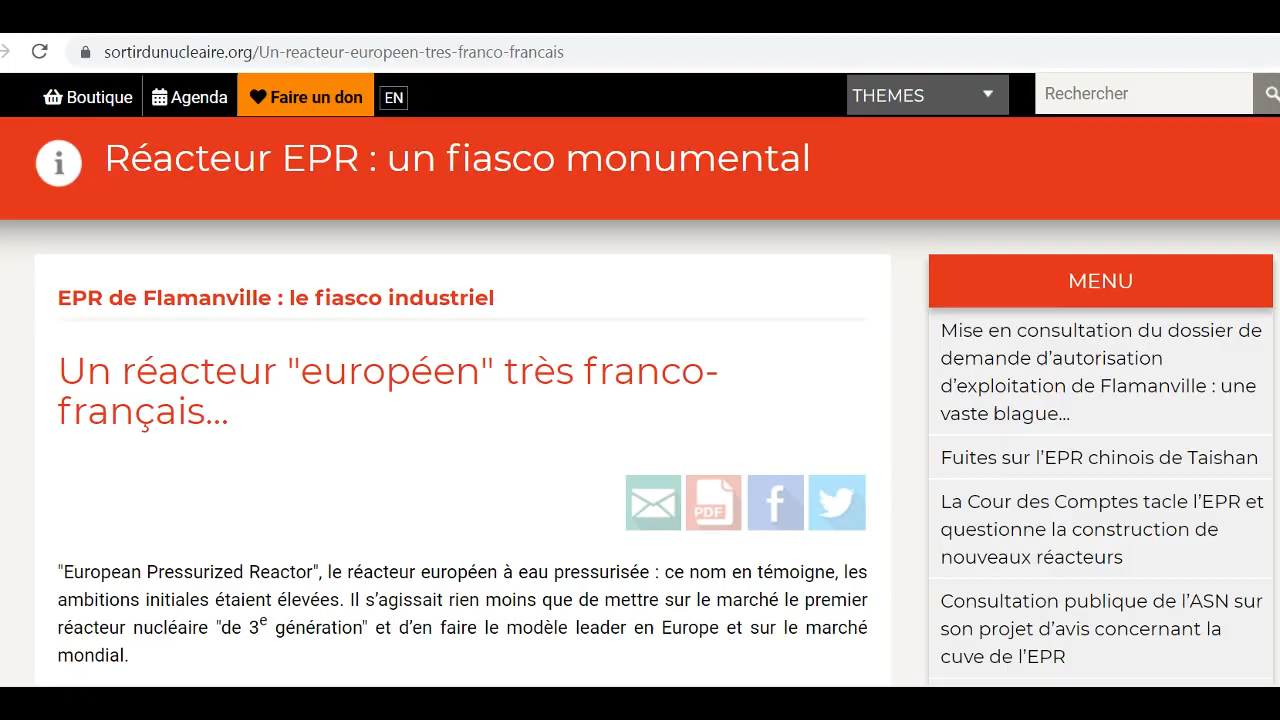 sortirdunucleaire.org/Un-reacteur-europeen-tres-franco-francais
Boutique
Agenda
Faire un don
EN
THEMES
Rechercher
Réacteur EPR : un fiasco monumental
EPR de Flamanville : le fiasco industriel
Un réacteur "européen" très franco-
français...
PDF
"European Pressurized Reactor", le réacteur européen à eau pressurisée : ce nom en témoigne, les
ambitions initiales étaient élevées. Il s’agissait rien moins que de mettre sur le marché le premier
réacteur nucléaire "de 3e génération" et d’en faire le modèle leader en Europe et sur le marché
mondial.
MENU
Mise en consultation du dossier de
demande d’autorisation
d’exploitation de Flamanville : une
vaste blague...
Fuites sur l’EPR chinois de Taishan
La Cour des Comptes tacle l’EPR et
questionne la construction de
nouveaux réacteurs
Consultation publique de l’ASN sur
son projet d’avis concernant la
cuve de l’EPR